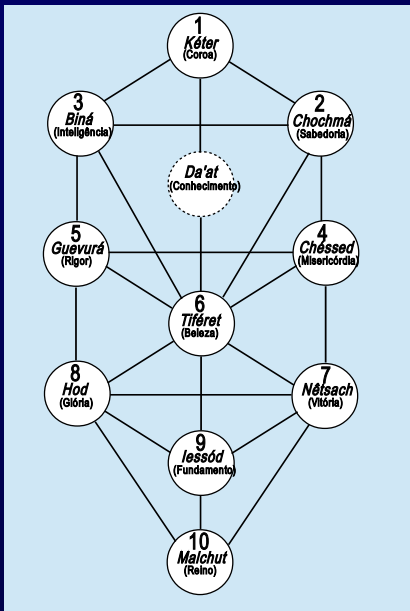 1
Kéter
(Coroa)
3
Biná
(Inteligência)
2
Chochmá
(Sabedoria)
Da'at
(Conhecimento)
5
Guevurá
(Rigor)
4
Chéssed
(Misericórdia)
6
Tiféret
(Beleza)
8
Hod
(Glória)
7
Nêtsach
(Vitória)
9
Iessód
(Fundamento)
10
Malchut
(Reino)